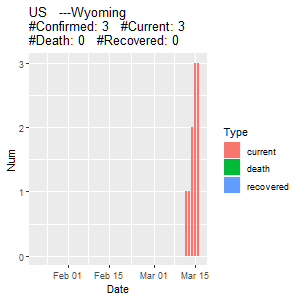 US   ---Wyoming
#Confirmed: 3   #Current: 3
#Death: 0   #Recovered: 0
Num
3
2
1
0
Feb 01
Feb 15
Mar 01
Mar 15
Date
Type
current
death
recovered